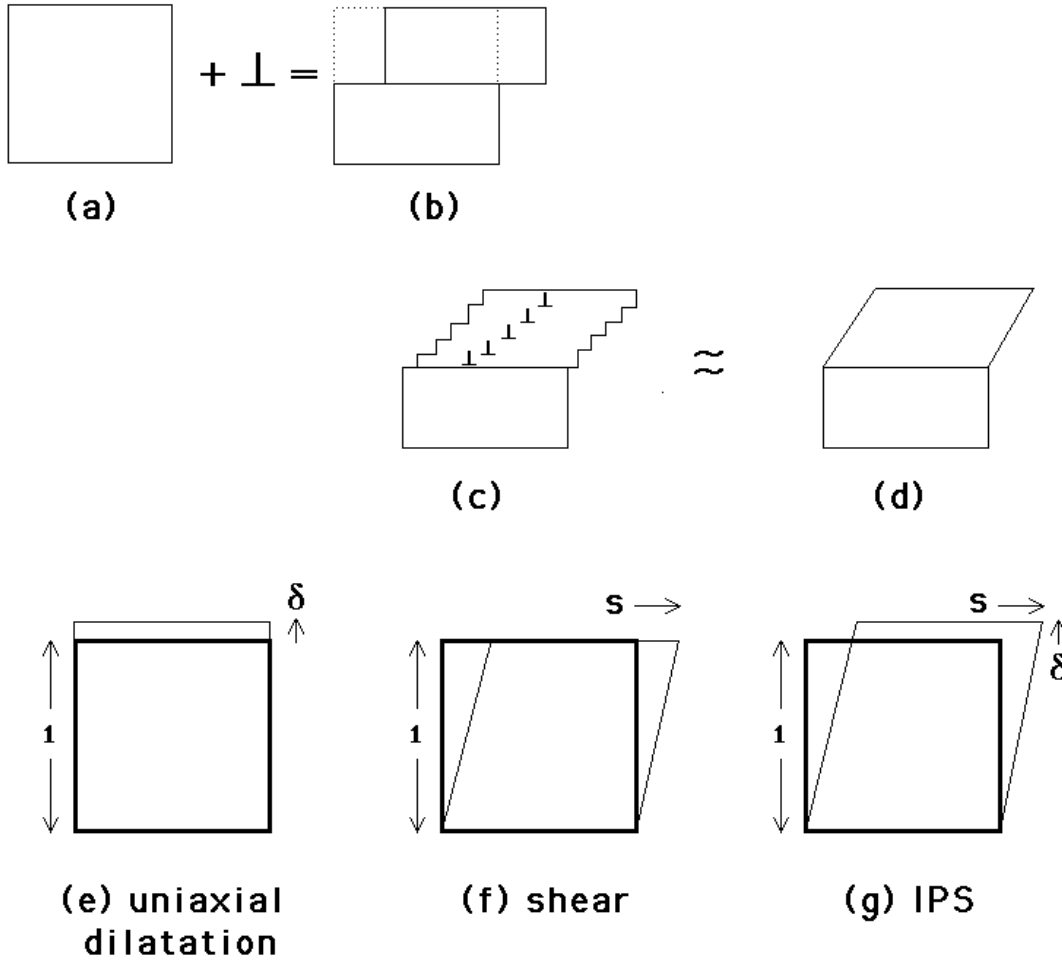 + ⊥ =
(a) (b)
⊥ ⊥ ⊥ ⊥ ⊥ ≈
(c) (d)
δ s s δ
1 1 1
(e) uniaxial (f) shear (g) IPS
dilatation